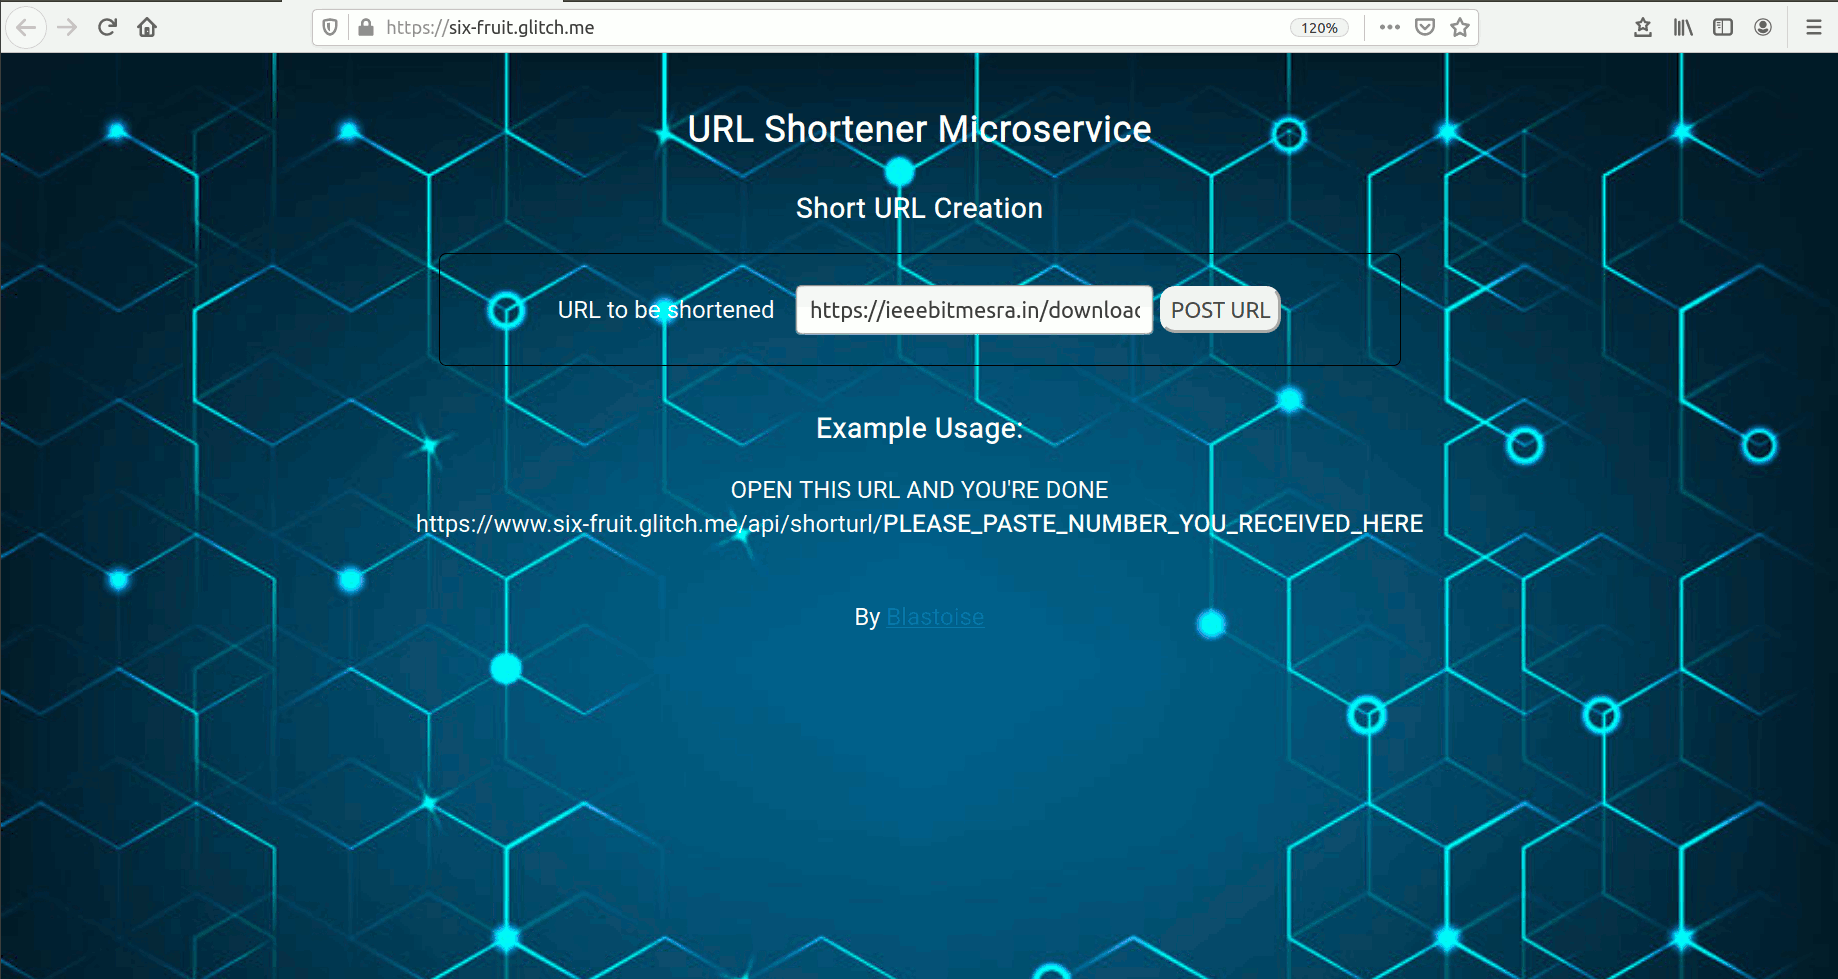 https://six-fruit.glitch.me
120%
URL Shortener Microservice
Short URL Creation
URL to be shortened https://ieeebitmesra.in/download POST URL
Example Usage:
OPEN THIS URL AND YOU'RE DONE
https://www.six-fruit.glitch.me/api/shorturl/PLEASE_PASTE_NUMBER_YOU_RECEIVED_HERE
By Blastoise